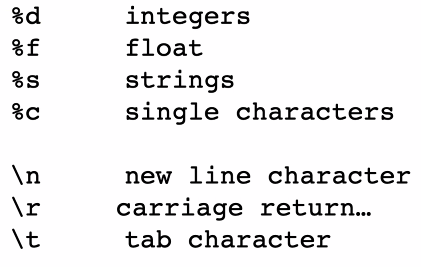 %d integers
%f float
%s strings
%c single characters
\n new line character
\r carriage return…
\t tab character